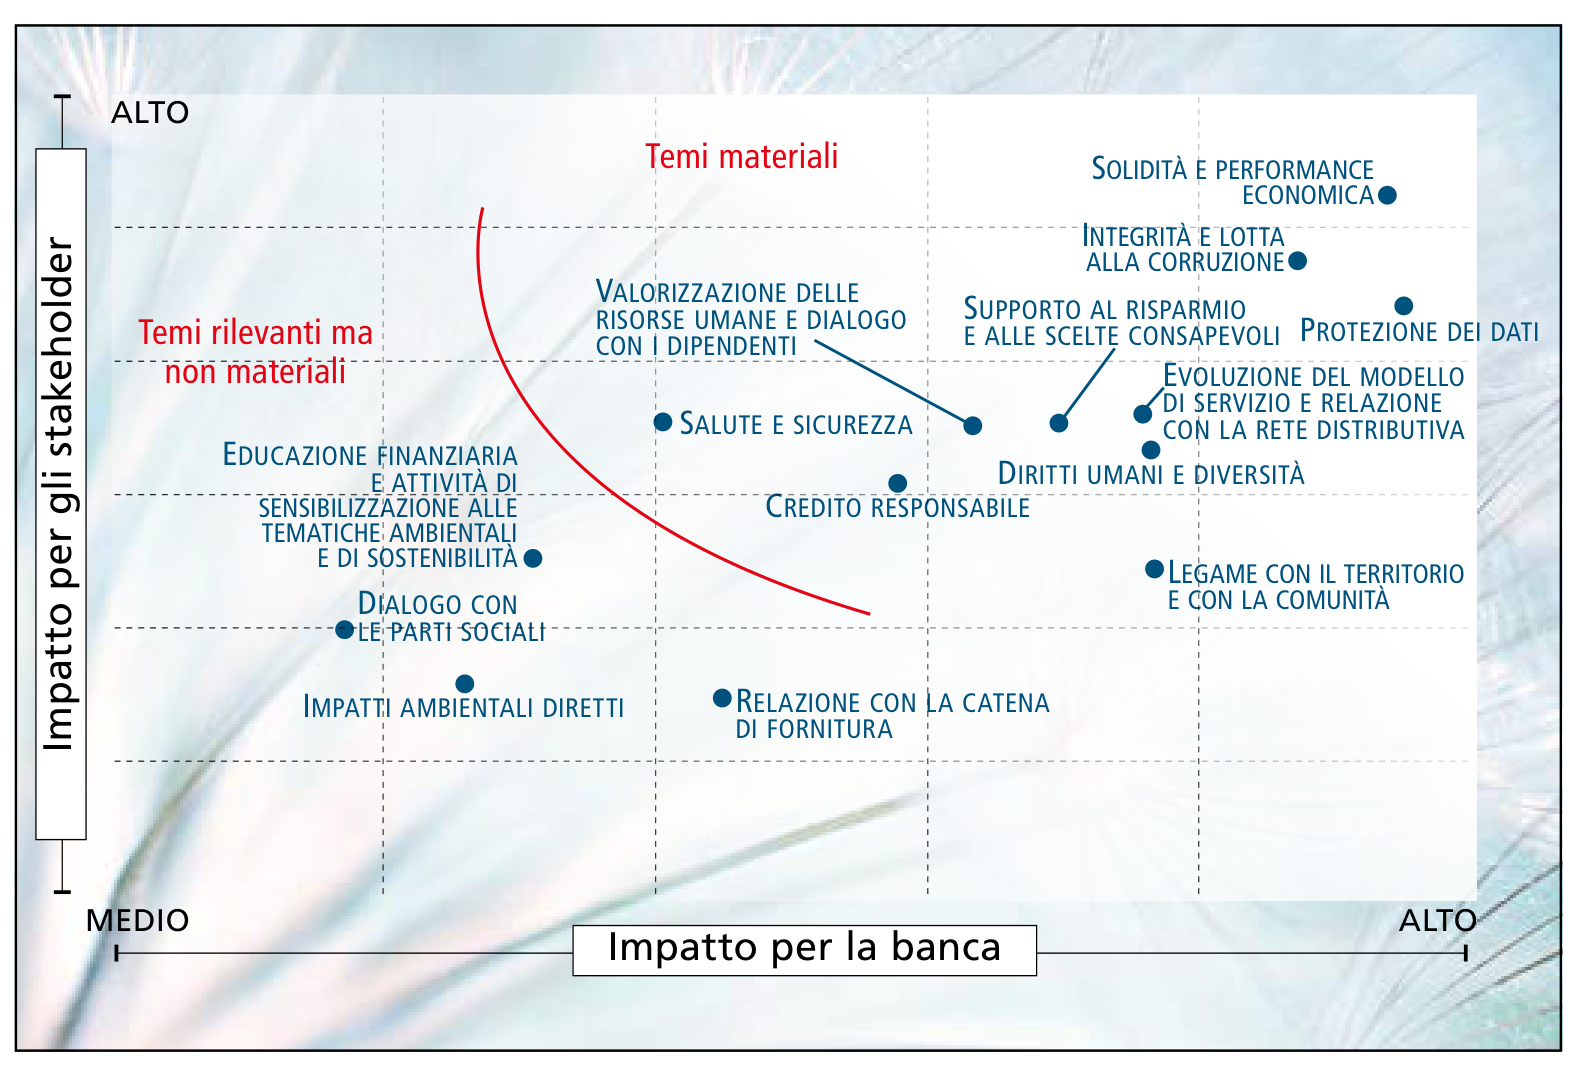 ALTO
Temi materiali
SOLIDITÀ E PERFORMANCE
ECONOMICA
INTEGRITÀ E LOTTA
ALLA CORRUZIONE
VALORIZZAZIONE DELLE
RISORSE UMANE E DIALOGO
CON I DIPENDENTI
SUPPORTO AL RISPARMIO
E ALLE SCELTE CONSAPEVOLI
PROTEZIONE DEI DATI
Temi rilevanti ma
non materiali
EVOLUZIONE DEL MODELLO
DI SERVIZIO E RELAZIONE
CON LA RETE DISTRIBUTIVA
SALUTE E SICUREZZA
DIRITTI UMANI E DIVERSITÀ
EDUCAZIONE FINANZIARIA
E ATTIVITÀ DI
SENSIBILIZZAZIONE ALLE
TEMATICHE AMBIENTALI
E DI SOSTENIBILITÀ
CREDITO RESPONSABILE
LEGAME CON IL TERRITORIO
E CON LA COMUNITÀ
DIALOGO CON
LE PARTI SOCIALI
IMPATTI AMBIENTALI DIRETTI
RELAZIONE CON LA CATENA
DI FORNITURA
Impatto per gli stakeholder
MEDIO
ALTO
Impatto per la banca